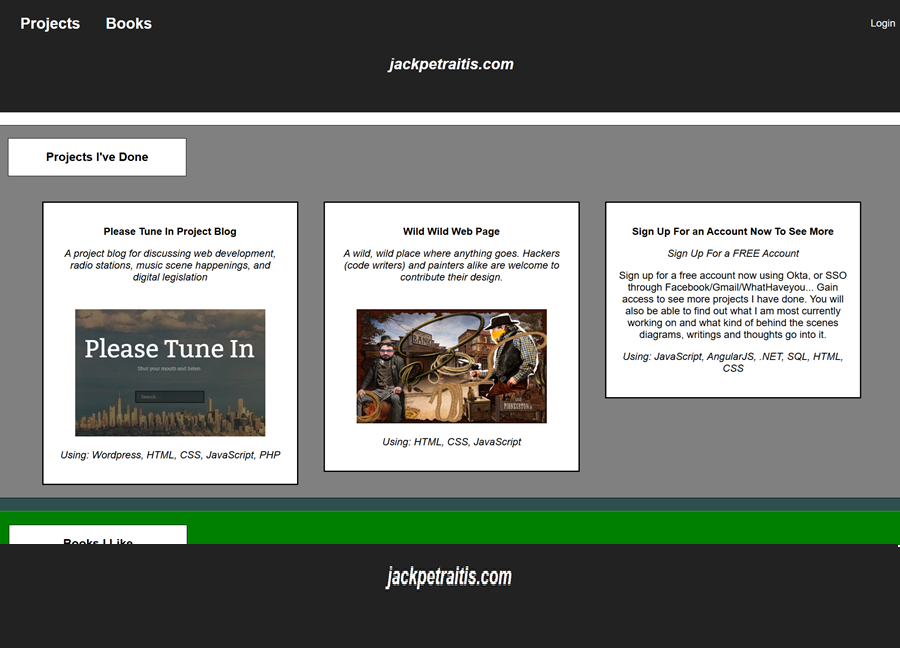 Projects Books Login
jackpetraitis.com
Projects I've Done
Please Tune In Project Blog
A project blog for discussing web development,
radio stations, music scene happenings, and
digital legislation
Please Tune In
Shut your mouth and listen
Search...
Using: Wordpress, HTML, CSS, JavaScript, PHP
Wild Wild Web Page
A wild, wild place where anything goes. Hackers
(code writers) and painters alike are welcome to
contribute their design.
BANK
Using: HTML, CSS, JavaScript
Sign Up For an Account Now To See More
Sign Up For a FREE Account
Sign up for a free account now using Okta, or SSO
through Facebook/Gmail/WhatHaveyou... Gain
access to see more projects I have done. You will
also be able to find out what I am most currently
working on and what kind of behind the scenes
diagrams, writings and thoughts go into it.
Using: JavaScript, AngularJS, .NET, SQL, HTML,
CSS
Books I Like
jackpetraitis.com